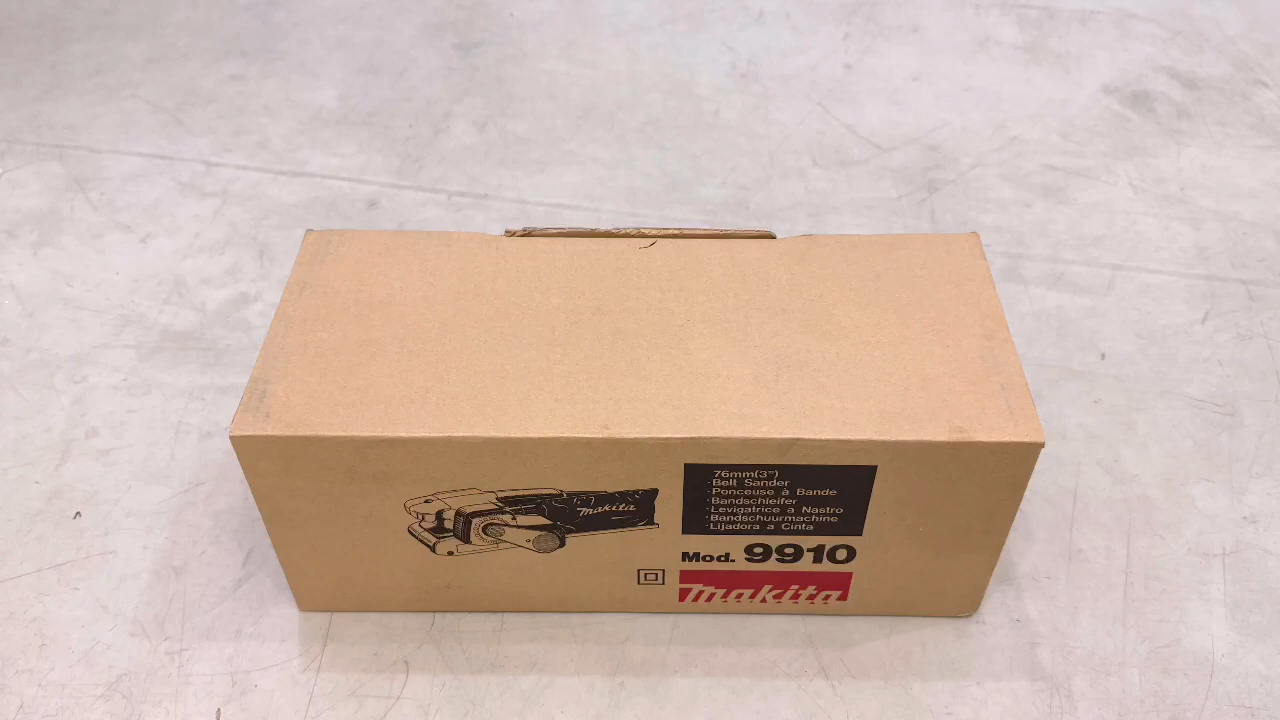 makita
76mm(3")
·Belt Sander
·Ponceuse à Bande
·Bandschleifer
·Levigatrice a Nastro
·Bandschuurmachine
·Lijadora a Cinta
Mod. 9910
makita